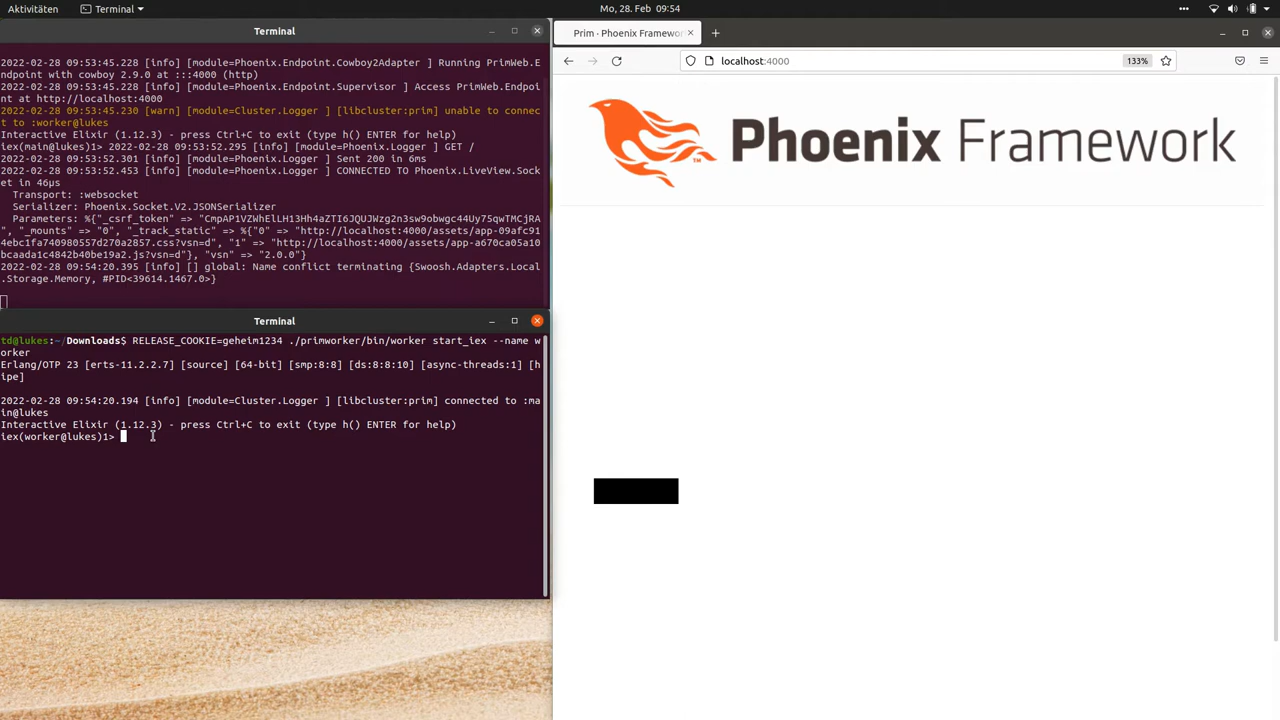 Aktivitäten Terminal Mo, 28. Feb 09:54
Terminal
2022-02-28 09:53:45.228 [info] [module=Phoenix.Endpoint.Cowboy2Adapter ] Running PrimWeb.E
ndpoint with cowboy 2.9.0 at :::4000 (http)
2022-02-28 09:53:45.228 [info] [module=Phoenix.Endpoint.Supervisor ] Access PrimWeb.Endpoi
nt at http://localhost:4000
2022-02-28 09:53:45.230 [warn] [module=Cluster.Logger ] [libcluster:prim] unable to connec
t to :worker@lukes
Interactive Elixir (1.12.3) - press Ctrl+C to exit (type h() ENTER for help)
iex(main@lukes)1> 2022-02-28 09:53:52.295 [info] [module=Phoenix.Logger ] GET /
2022-02-28 09:53:52.301 [info] [module=Phoenix.Logger ] Sent 200 in 6ms
2022-02-28 09:53:52.453 [info] [module=Phoenix.Logger ] CONNECTED TO Phoenix.LiveView.Sock
et in 46µs
Transport: :websocket
Serializer: Phoenix.Socket.V2.JSONSerializer
Parameters: %{"_csrf_token" => "CmpAP1VZWhElLH13Hh4aZTI6JQUJWzg2n3sw9obwgc44Uy75qwTMCjRA
", "_mounts" => "0", "_track_static" => %{"0" => "http://localhost:4000/assets/app-09afc91
4ebc1fa740980557d270a2857.css?vsn=d", "1" => "http://localhost:4000/assets/app-a670ca05a10
bcaada1c4842b40be19a2.js?vsn=d"}, "vsn" => "2.0.0"}
2022-02-28 09:54:20.395 [info] [] global: Name conflict terminating {Swoosh.Adapters.Local
.Storage.Memory, #PID<39614.1467.0>}
Terminal
td@lukes:~/Downloads$ RELEASE_COOKIE=geheim1234 ./primworker/bin/worker start_iex --name w
orker
Erlang/OTP 23 [erts-11.2.2.7] [source] [64-bit] [smp:8:8] [ds:8:8:10] [async-threads:1] [h
ipe]
2022-02-28 09:54:20.194 [info] [module=Cluster.Logger ] [libcluster:prim] connected to :ma
in@lukes
Interactive Elixir (1.12.3) - press Ctrl+C to exit (type h() ENTER for help)
iex(worker@lukes)1>
Prim · Phoenix Framewor
localhost:4000 133%
Phoenix Framework
TM